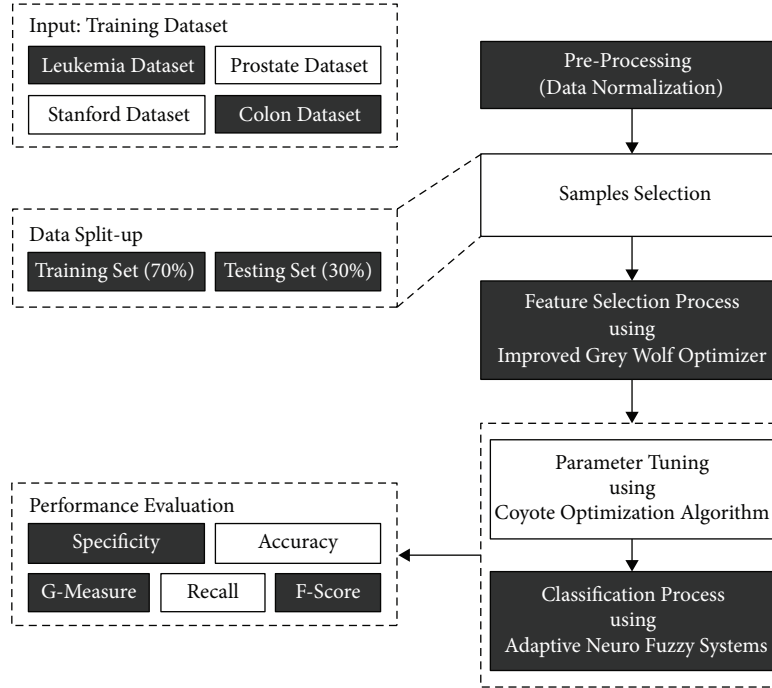 Input: Training Dataset
Leukemia Dataset
Prostate Dataset
Stanford Dataset
Colon Dataset
Pre-Processing
(Data Normalization)
Samples Selection
Data Split-up
Training Set (70%)
Testing Set (30%)
Feature Selection Process
using
Improved Grey Wolf Optimizer
Parameter Tuning
using
Coyote Optimization Algorithm
Classification Process
using
Adaptive Neuro Fuzzy Systems
Performance Evaluation
Specificity
Accuracy
G-Measure
Recall
F-Score